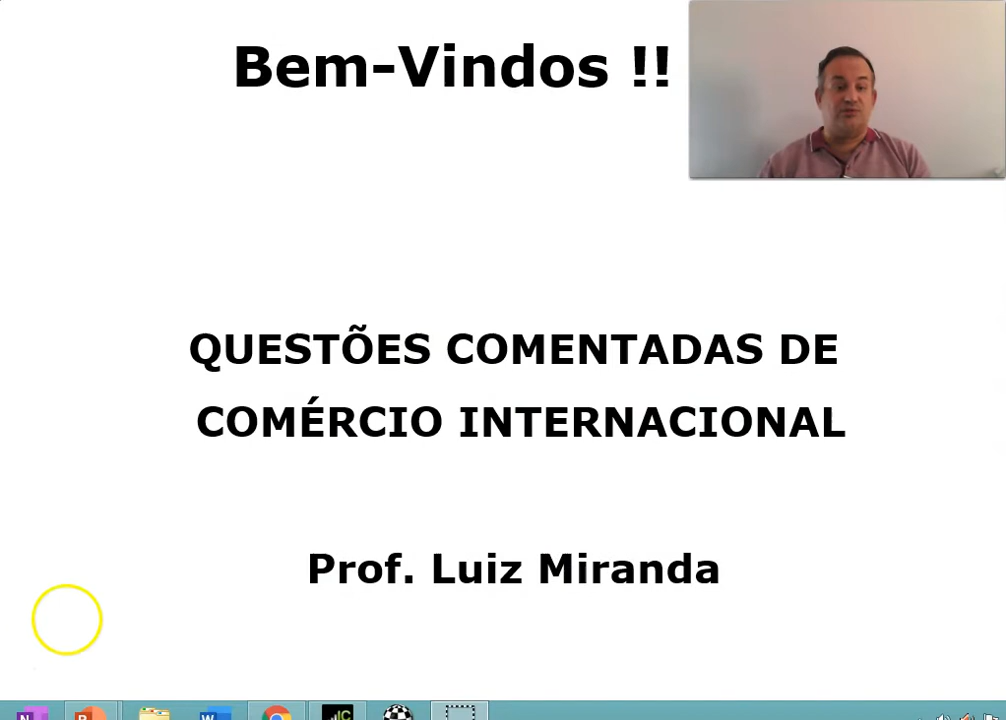 Bem-Vindos !!
QUESTÕES COMENTADAS DE
COMÉRCIO INTERNACIONAL
Prof. Luiz Miranda